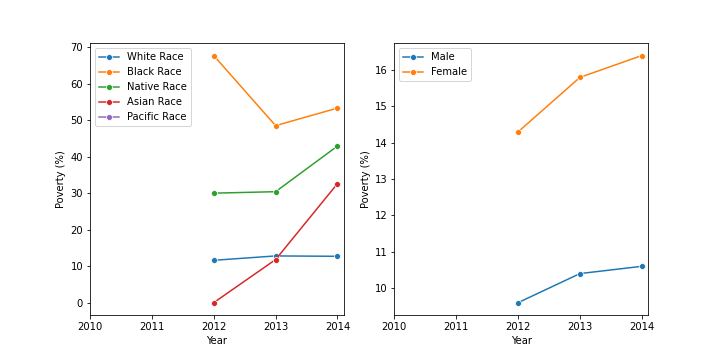 70
60
50
40
30
20
10
0
Poverty (%)
White Race
Black Race
Native Race
Asian Race
Pacific Race
2010 2011 2012 2013 2014
Year
16
15
14
13
12
11
10
Poverty (%)
Male
Female
2010 2011 2012 2013 2014
Year